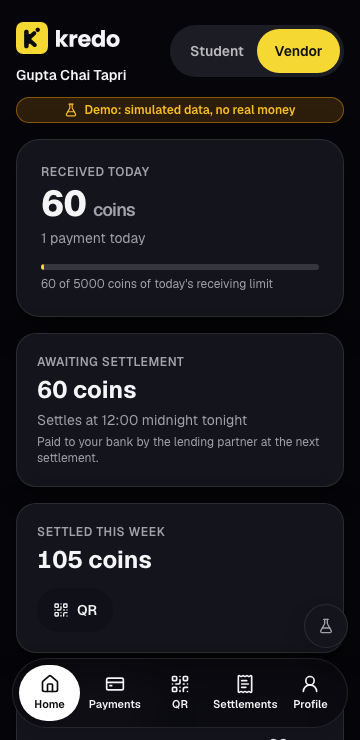 kredo
Student
Vendor
Gupta Chai Tapri
Demo: simulated data, no real money
RECEIVED TODAY
60 coins
1 payment today
60 of 5000 coins of today's receiving limit
AWAITING SETTLEMENT
60 coins
Settles at 12:00 midnight tonight
Paid to your bank by the lending partner at the next
settlement.
SETTLED THIS WEEK
105 coins
QR
Home
Payments
QR
Settlements
Profile